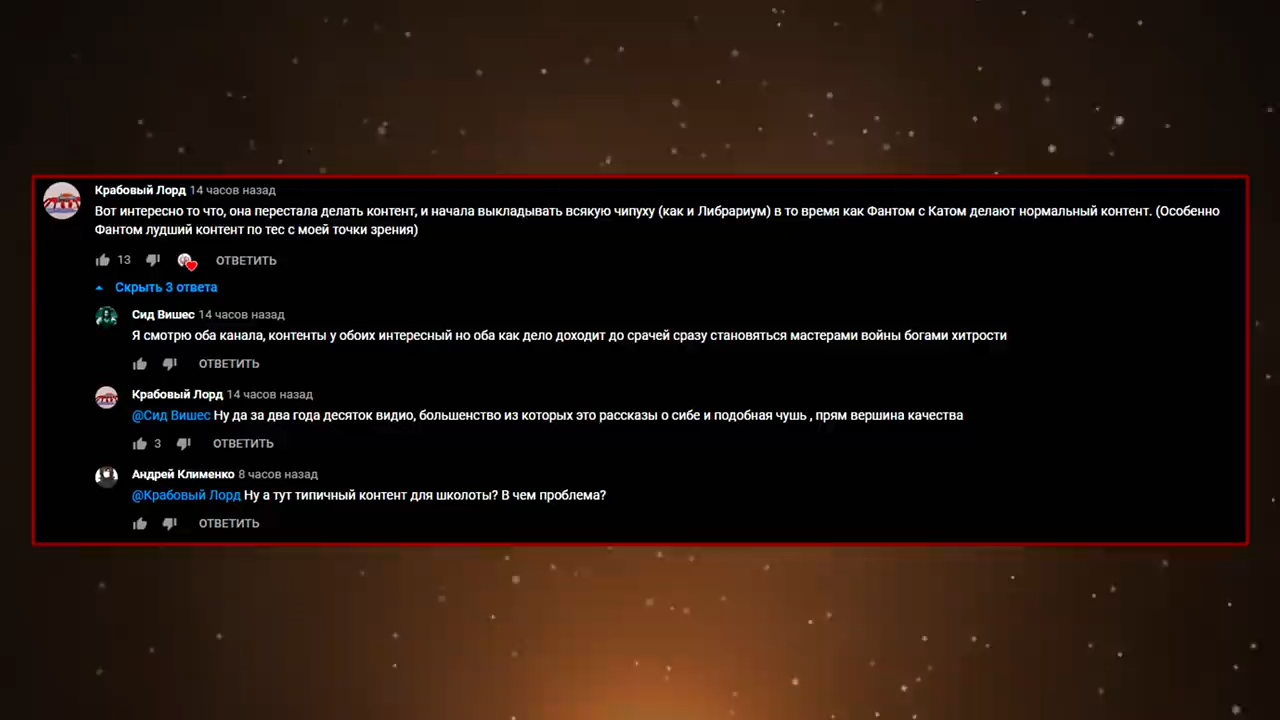 Крабовый Лорд 14 часов назад
Вот интересно то что, она перестала делать контент, и начала выкладывать всякую чипуху (как и Либрариум) в то время как Фантом с Катом делают нормальный контент. (Особенно
Фантом лудший контент по тес с моей точки зрения)
13 ОТВЕТИТЬ
Скрыть 3 ответа
Сид Вишес 14 часов назад
Я смотрю оба канала, контенты у обоих интересный но оба как дело доходит до срачей сразу становяться мастерами войны богами хитрости
ОТВЕТИТЬ
Крабовый Лорд 14 часов назад
@Сид Вишес Ну да за два года десяток видио, большенство из которых это рассказы о сибе и подобная чушь , прям вершина качества
3 ОТВЕТИТЬ
Андрей Клименко 8 часов назад
@Крабовый Лорд Ну а тут типичный контент для школоты? В чем проблема?
ОТВЕТИТЬ